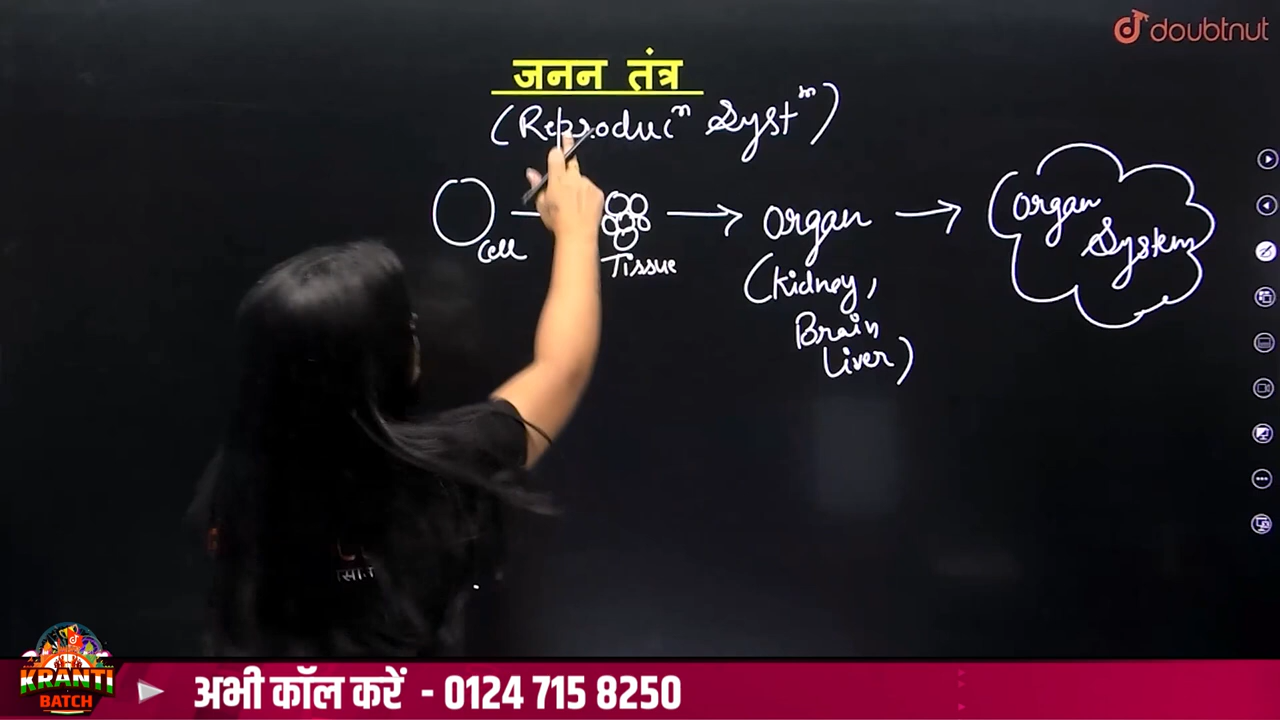 doubtnut
जनन तंत्र
(Reproducⁿ Systᵐ)
Cell
Tissue
Organ
(Kidney,
Brain
Liver)
Organ
System
KRANTI
BATCH
अभी कॉल करें - 0124 715 8250